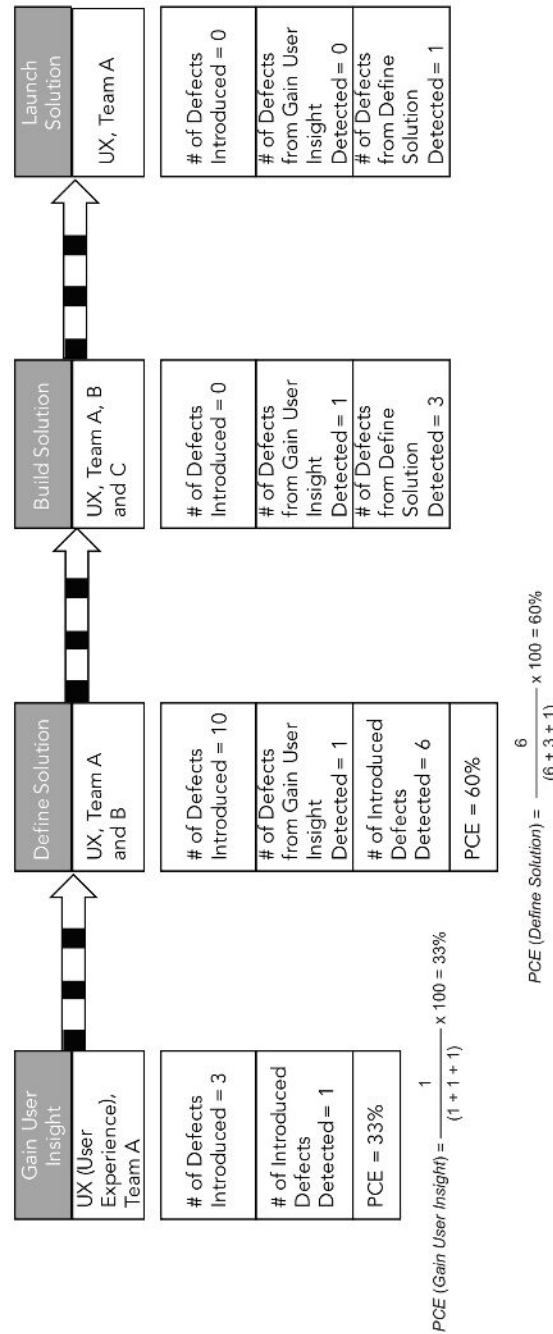 Gain User
Insight
UX (User
Experience),
Team A
# of Defects
Introduced = 3
# of Introduced
Defects
Detected = 1
PCE = 33%
PCE (Gain User Insight) = 1 / (1 + 1 + 1) x 100 = 33%
Define Solution
UX, Team A
and B
# of Defects
Introduced = 10
# of Defects
from Gain User
Insight
Detected = 1
# of Introduced
Defects
Detected = 6
PCE = 60%
PCE (Define Solution) = 6 / (6 + 3 + 1) x 100 = 60%
Build Solution
UX, Team A, B
and C
# of Defects
Introduced = 0
# of Defects
from Gain User
Insight
Detected = 1
# of Defects
from Define
Solution
Detected = 3
Launch
Solution
UX, Team A
# of Defects
Introduced = 0
# of Defects
from Gain User
Insight
Detected = 0
# of Defects
from Define
Solution
Detected = 1